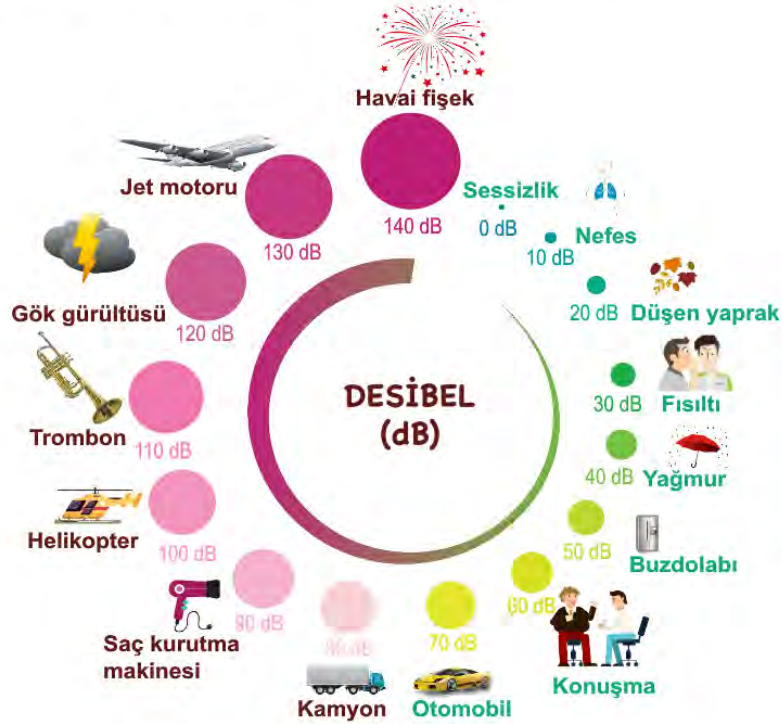 Havai fişek
140 dB
Sessizlik
0 dB
Nefes
10 dB
20 dB
Düşen yaprak
30 dB
Fısıltı
40 dB
Yağmur
50 dB
Buzdolabı
60 dB
Konuşma
70 dB
Otomobil
80 dB
Kamyon
90 dB
Saç kurutma
makinesi
100 dB
Helikopter
110 dB
Trombon
120 dB
Gök gürültüsü
130 dB
Jet motoru
DESİBEL
(dB)